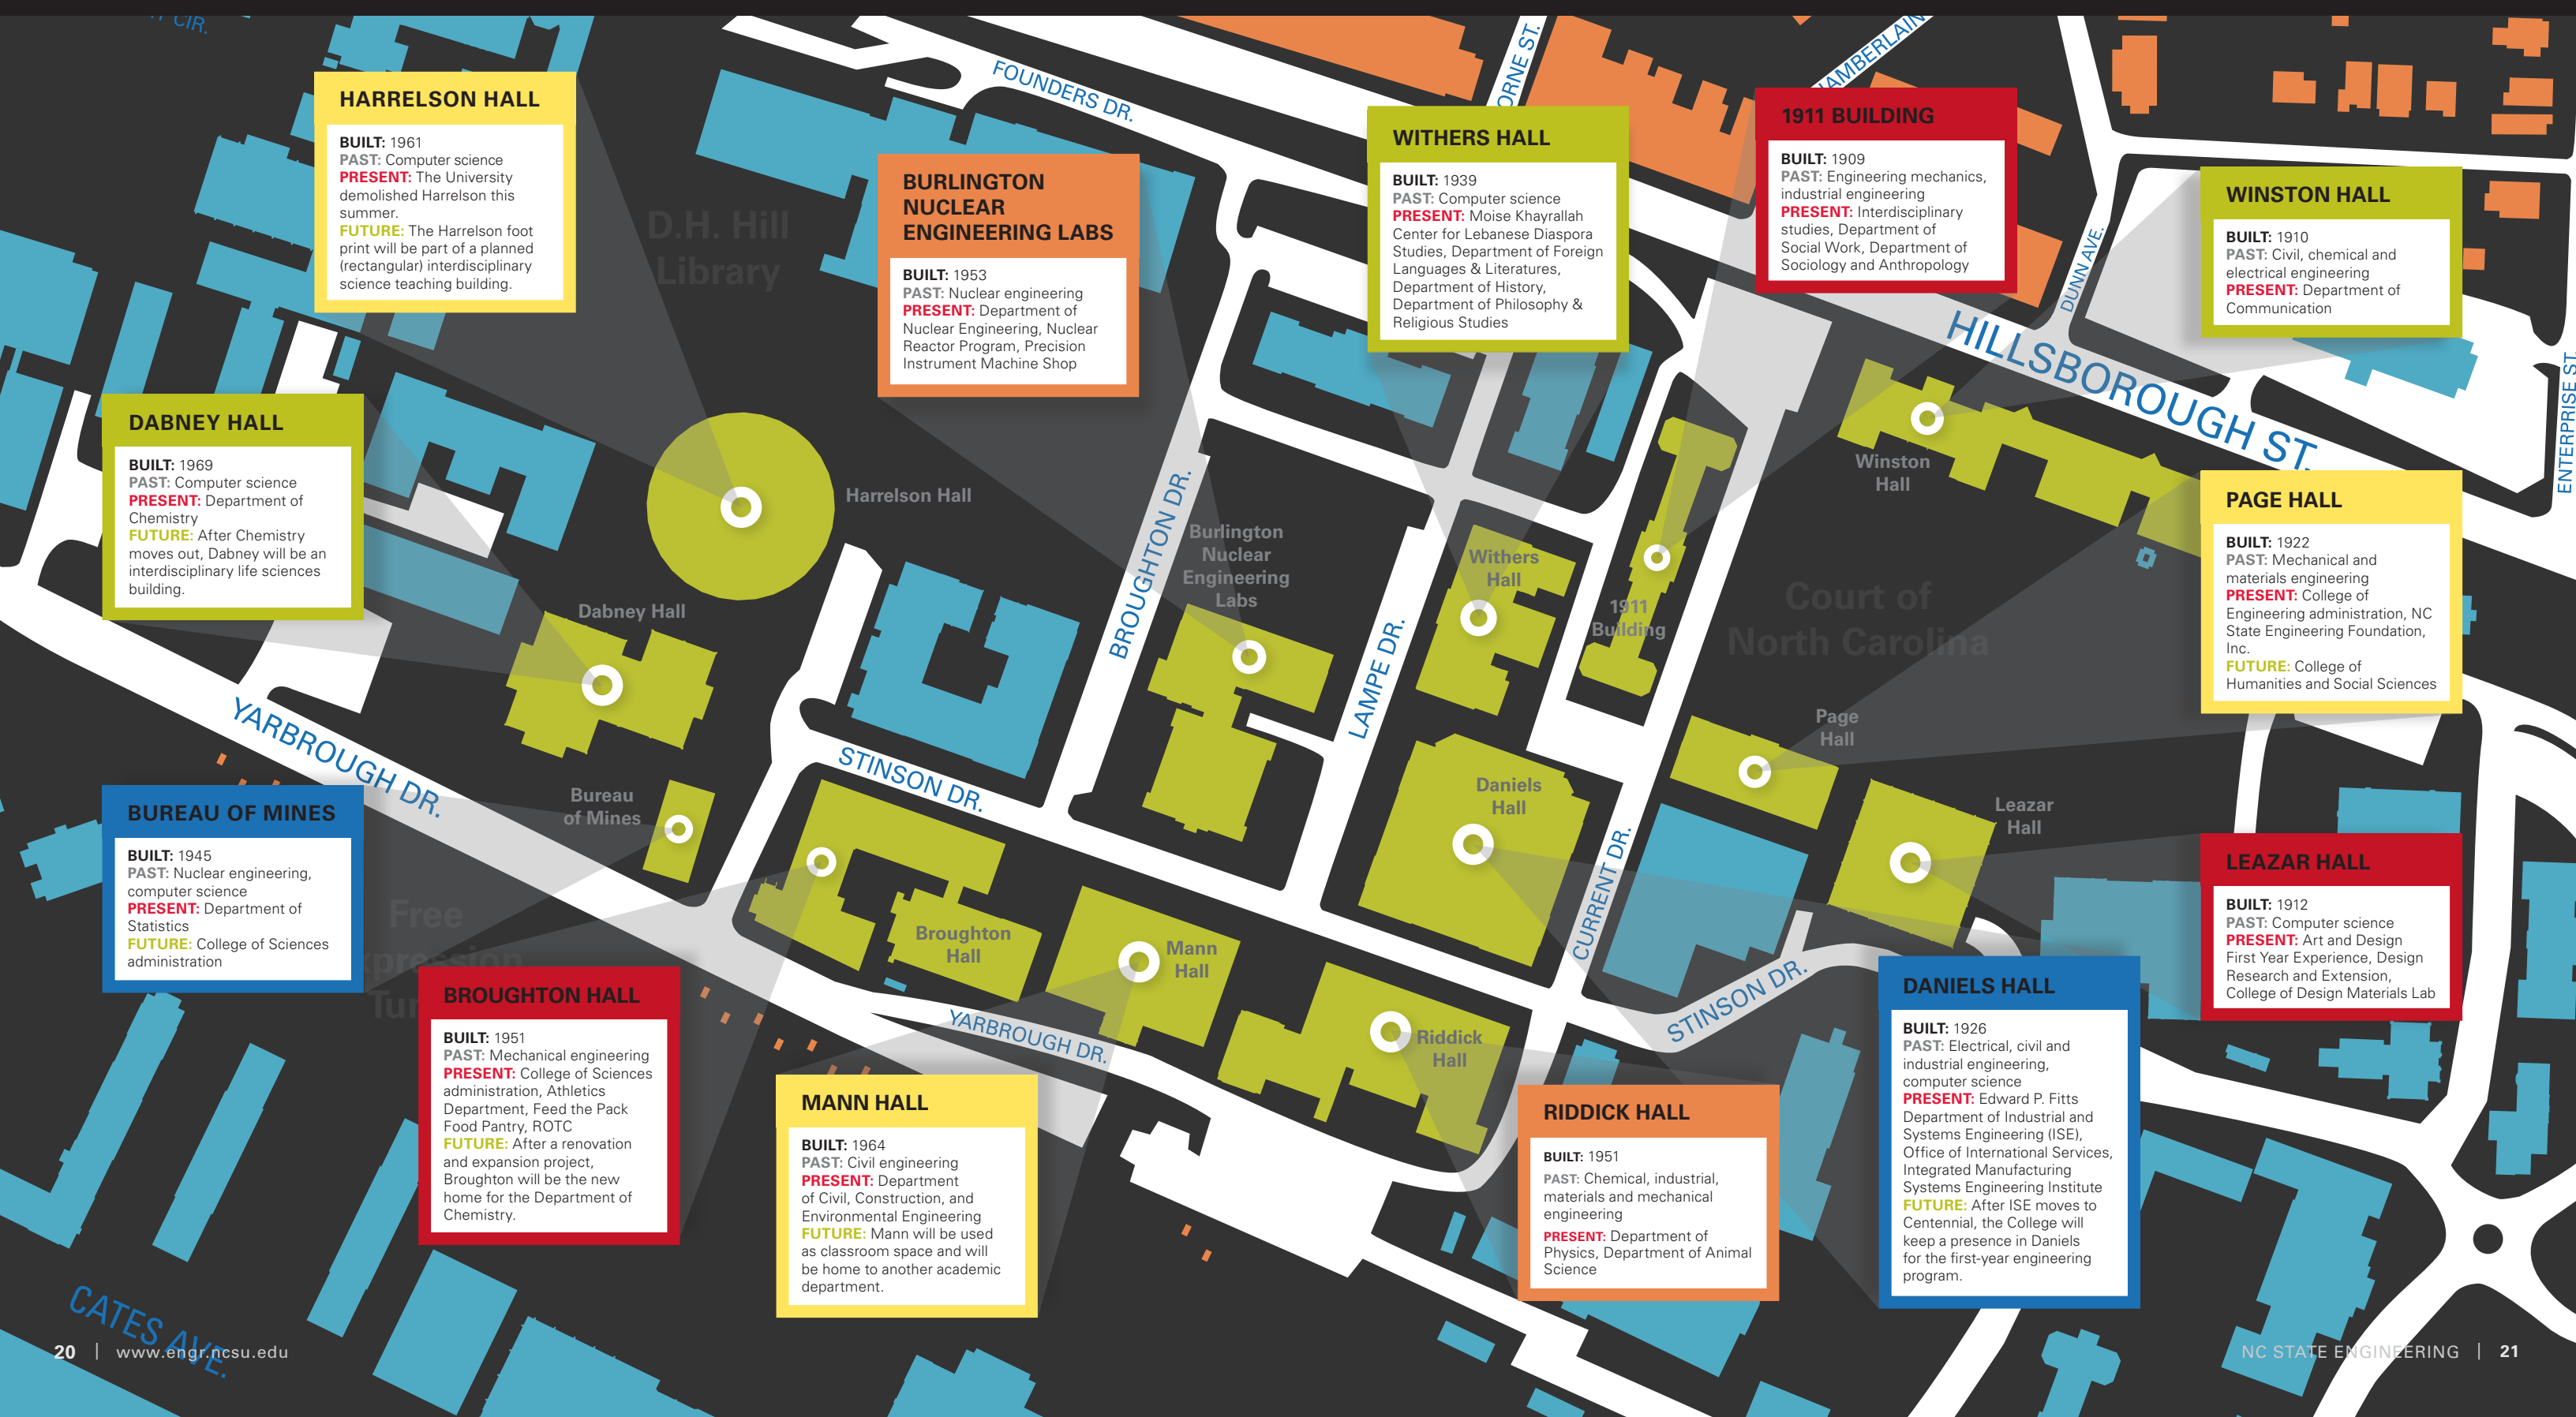 CIR.
FOUNDERS DR.
ORNE ST.
AMBERLAIN
HARRELSON HALL
BUILT: 1961
PAST: Computer science
PRESENT: The University
demolished Harrelson this
summer.
FUTURE: The Harrelson foot
print will be part of a planned
(rectangular) interdisciplinary
science teaching building.
D.H. Hill
Library
BURLINGTON
NUCLEAR
ENGINEERING LABS
BUILT: 1953
PAST: Nuclear engineering
PRESENT: Department of
Nuclear Engineering, Nuclear
Reactor Program, Precision
Instrument Machine Shop
WITHERS HALL
BUILT: 1939
PAST: Computer science
PRESENT: Moise Khayrallah
Center for Lebanese Diaspora
Studies, Department of Foreign
Languages & Literatures,
Department of History,
Department of Philosophy &
Religious Studies
1911 BUILDING
BUILT: 1909
PAST: Engineering mechanics,
industrial engineering
PRESENT: Interdisciplinary
studies, Department of
Social Work, Department of
Sociology and Anthropology
DUNN AVE.
WINSTON HALL
BUILT: 1910
PAST: Civil, chemical and
electrical engineering
PRESENT: Department of
Communication
HILLSBOROUGH ST.
ENTERPRISE ST.
DABNEY HALL
BUILT: 1969
PAST: Computer science
PRESENT: Department of
Chemistry
FUTURE: After Chemistry
moves out, Dabney will be an
interdisciplinary life sciences
building.
Harrelson Hall
Dabney Hall
BROUGHTON DR.
Burlington
Nuclear
Engineering
Labs
LAMPE DR.
Withers
Hall
1911
Building
Winston
Hall
Court of
North Carolina
PAGE HALL
BUILT: 1922
PAST: Mechanical and
materials engineering
PRESENT: College of
Engineering administration, NC
State Engineering Foundation,
Inc.
FUTURE: College of
Humanities and Social Sciences
YARBROUGH DR.
STINSON DR.
Page
Hall
Daniels
Hall
Leazar
Hall
CURRENT DR.
BUREAU OF MINES
BUILT: 1945
PAST: Nuclear engineering,
computer science
PRESENT: Department of
Statistics
FUTURE: College of Sciences
administration
Bureau
of Mines
Free
xpression
Tun
Broughton
Hall
Mann
Hall
Riddick
Hall
YARBROUGH DR.
STINSON DR.
LEAZAR HALL
BUILT: 1912
PAST: Computer science
PRESENT: Art and Design
First Year Experience, Design
Research and Extension,
College of Design Materials Lab
BROUGHTON HALL
BUILT: 1951
PAST: Mechanical engineering
PRESENT: College of Sciences
administration, Athletics
Department, Feed the Pack
Food Pantry, ROTC
FUTURE: After a renovation
and expansion project,
Broughton will be the new
home for the Department of
Chemistry.
MANN HALL
BUILT: 1964
PAST: Civil engineering
PRESENT: Department
of Civil, Construction, and
Environmental Engineering
FUTURE: Mann will be used
as classroom space and will
be home to another academic
department.
RIDDICK HALL
BUILT: 1951
PAST: Chemical, industrial,
materials and mechanical
engineering
PRESENT: Department of
Physics, Department of Animal
Science
DANIELS HALL
BUILT: 1926
PAST: Electrical, civil and
industrial engineering,
computer science
PRESENT: Edward P. Fitts
Department of Industrial and
Systems Engineering (ISE),
Office of International Services,
Integrated Manufacturing
Systems Engineering Institute
FUTURE: After ISE moves to
Centennial, the College will
keep a presence in Daniels
for the first-year engineering
program.
CATES AVE.
20 | www.engr.ncsu.edu
NC STATE ENGINEERING | 21